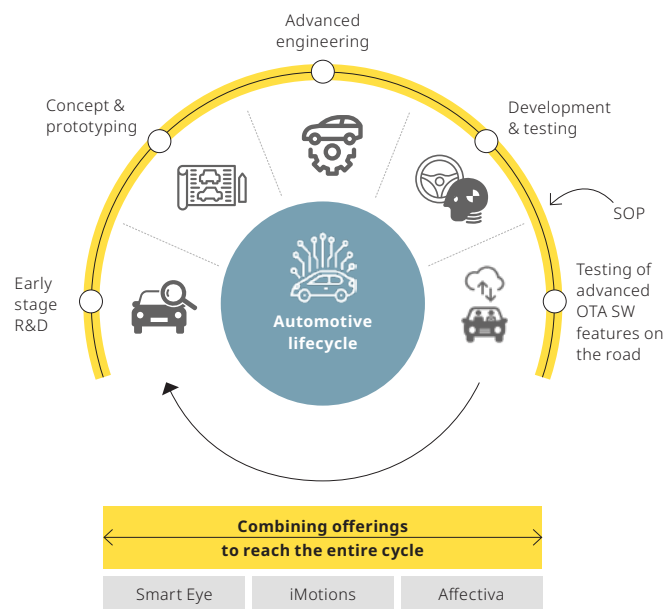 Advanced
engineering
Concept &
prototyping
Development
& testing
SOP
Early
stage
R&D
Testing of
advanced
OTA SW
features on
the road
Automotive
lifecycle
Combining offerings
to reach the entire cycle
Smart Eye
iMotions
Affectiva